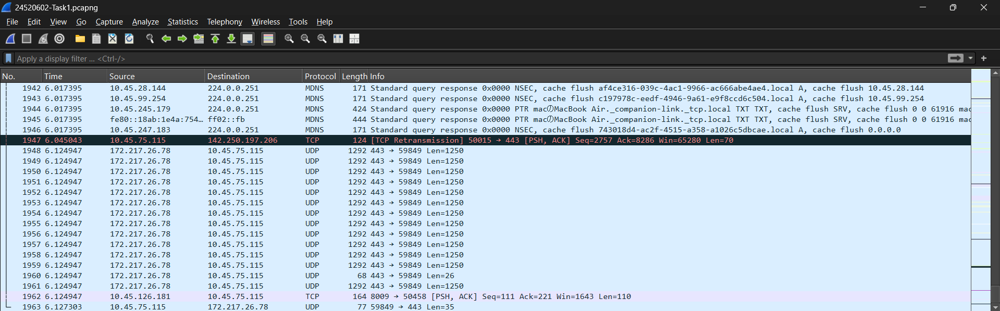 24520602-Task1.pcapng
File Edit View Go Capture Analyze Statistics Telephony Wireless Tools Help
Apply a display filter ... <Ctrl-/>
No. Time Source Destination Protocol Length Info
1942 6.017395 10.45.28.144 224.0.0.251 MDNS 171 Standard query response 0x0000 NSEC, cache flush af4ce316-039c-4ac1-9966-ac666abe4ae4.local A, cache flush 10.45.28.144
1943 6.017395 10.45.99.254 224.0.0.251 MDNS 171 Standard query response 0x0000 NSEC, cache flush c197978c-eedf-4946-9a61-e9f8ccd6c504.local A, cache flush 10.45.99.254
1944 6.017395 10.45.245.179 224.0.0.251 MDNS 424 Standard query response 0x0000 PTR macのMacBook Air._companion-link._tcp.local TXT TXT, cache flush SRV, cache flush 0 0 61916 mac
1945 6.017395 fe80::18ab:1e4a:754… ff02::fb MDNS 444 Standard query response 0x0000 PTR macのMacBook Air._companion-link._tcp.local TXT TXT, cache flush SRV, cache flush 0 0 61916 mac
1946 6.017395 10.45.247.183 224.0.0.251 MDNS 171 Standard query response 0x0000 NSEC, cache flush 743018d4-ac2f-4515-a358-a1026c5dbcae.local A, cache flush 0.0.0.0
1947 6.045043 10.45.75.115 142.250.197.206 TCP 124 [TCP Retransmission] 50015 → 443 [PSH, ACK] Seq=2757 Ack=8286 Win=65280 Len=70
1948 6.124947 172.217.26.78 10.45.75.115 UDP 1292 443 → 59849 Len=1250
1949 6.124947 172.217.26.78 10.45.75.115 UDP 1292 443 → 59849 Len=1250
1950 6.124947 172.217.26.78 10.45.75.115 UDP 1292 443 → 59849 Len=1250
1951 6.124947 172.217.26.78 10.45.75.115 UDP 1292 443 → 59849 Len=1250
1952 6.124947 172.217.26.78 10.45.75.115 UDP 1292 443 → 59849 Len=1250
1953 6.124947 172.217.26.78 10.45.75.115 UDP 1292 443 → 59849 Len=1250
1954 6.124947 172.217.26.78 10.45.75.115 UDP 1292 443 → 59849 Len=1250
1955 6.124947 172.217.26.78 10.45.75.115 UDP 1292 443 → 59849 Len=1250
1956 6.124947 172.217.26.78 10.45.75.115 UDP 1292 443 → 59849 Len=1250
1957 6.124947 172.217.26.78 10.45.75.115 UDP 1292 443 → 59849 Len=1250
1958 6.124947 172.217.26.78 10.45.75.115 UDP 1292 443 → 59849 Len=1250
1959 6.124947 172.217.26.78 10.45.75.115 UDP 1292 443 → 59849 Len=1250
1960 6.124947 172.217.26.78 10.45.75.115 UDP 68 443 → 59849 Len=26
1961 6.124947 172.217.26.78 10.45.75.115 UDP 1292 443 → 59849 Len=1250
1962 6.124947 10.45.126.181 10.45.75.115 TCP 164 8009 → 50458 [PSH, ACK] Seq=111 Ack=221 Win=1643 Len=110
1963 6.127303 10.45.75.115 172.217.26.78 UDP 77 59849 → 443 Len=35